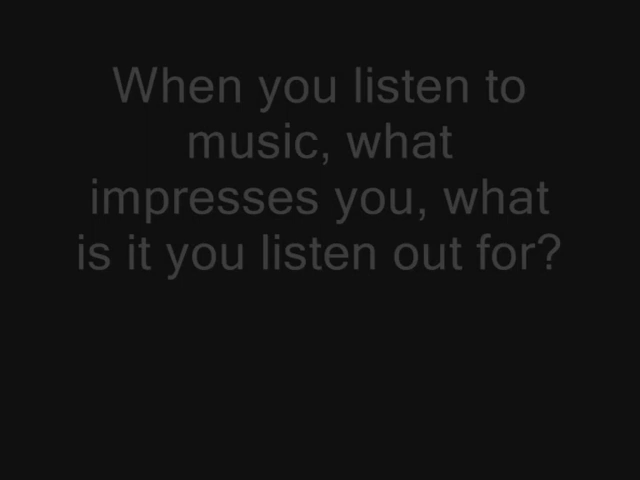 When you listen to
music, what
impresses you, what
is it you listen out for?